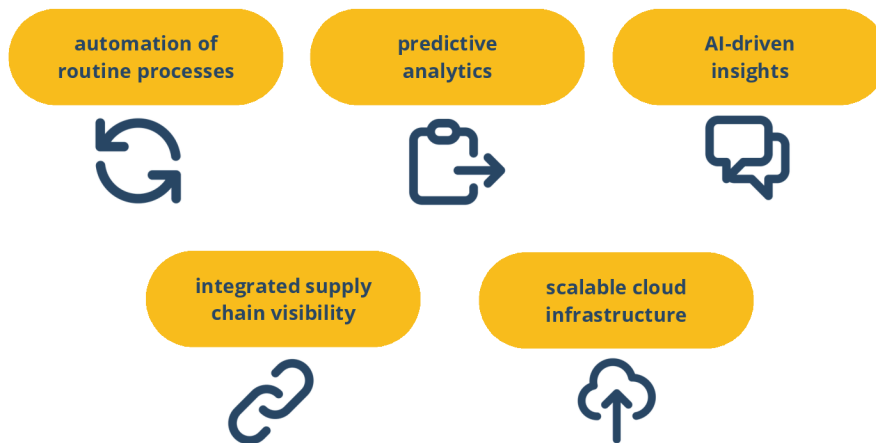 automation of
routine processes
predictive
analytics
AI-driven
insights
integrated supply
chain visibility
scalable cloud
infrastructure